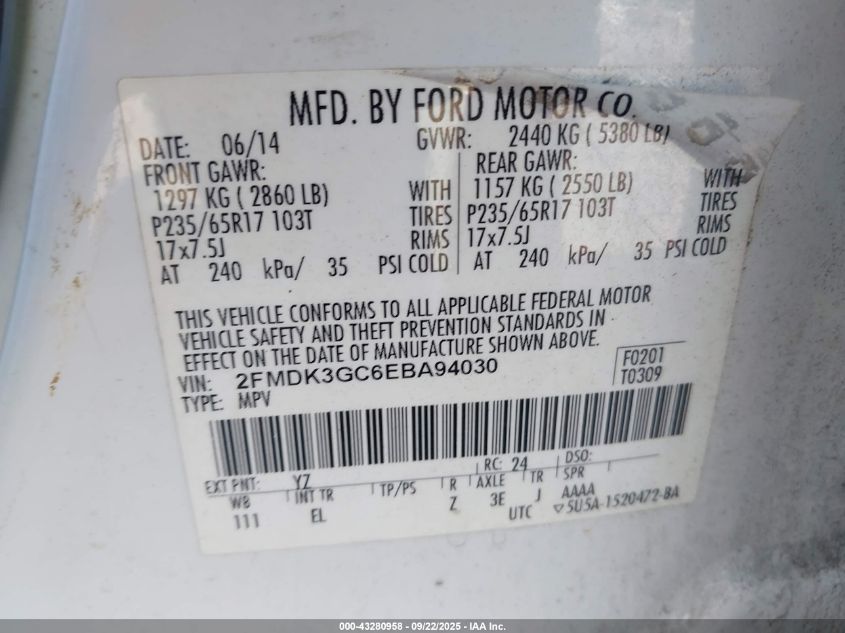 MFD. BY FORD MOTOR CO.
DATE: 06/14 GVWR: 2440 KG ( 5380 LB)
FRONT GAWR: REAR GAWR:
1297 KG ( 2860 LB) WITH 1157 KG ( 2550 LB) WITH
P235/65R17 103T TIRES P235/65R17 103T TIRES
17x7.5J RIMS 17x7.5J RIMS
AT 240 kPa/ 35 PSI COLD AT 240 kPa/ 35 PSI COLD
THIS VEHICLE CONFORMS TO ALL APPLICABLE FEDERAL MOTOR
VEHICLE SAFETY AND THEFT PREVENTION STANDARDS IN
EFFECT ON THE DATE OF MANUFACTURE SHOWN ABOVE.
VIN: 2FMDK3GC6EBA94030 F0201
TYPE: MPV T0309
EXT PNT: YZ RC: 24 DSO:
WB INT TR TP/PS R AXLE TR SPR
111 EL Z 3E J AAAA
UTC ▽5U5A-1520472-BA
000-43280958 - 09/22/2025 - IAA Inc.